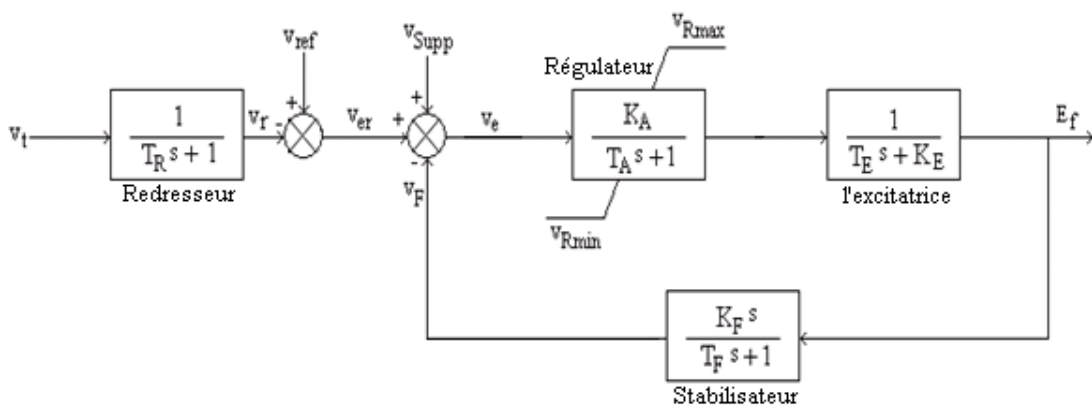 v_ref
v_Supp
v_Rmax
Régulateur
v_t
1
T_R s + 1
Redresseur
v_r
-
+
v_er
+
+
-
v_e
v_F
K_A
T_A s + 1
v_Rmin
1
T_E s + K_E
l'excitatrice
E_f
K_F s
T_F s + 1
Stabilisateur